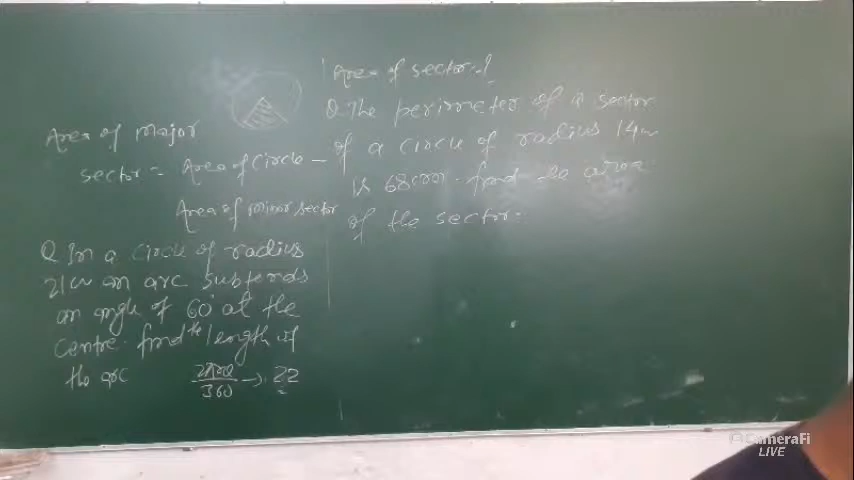 Area of major
sector = Area of Circle -
Area of minor sector
Q In a circle of radius
21cm an arc subtends
an angle of 60° at the
centre. find the length of
the arc
360 → 22
Area of sector
Q. The perimeter of a sector
of a circle of radius 14cm
is 68cm. find the area
of the sector.
CameraFi
LIVE